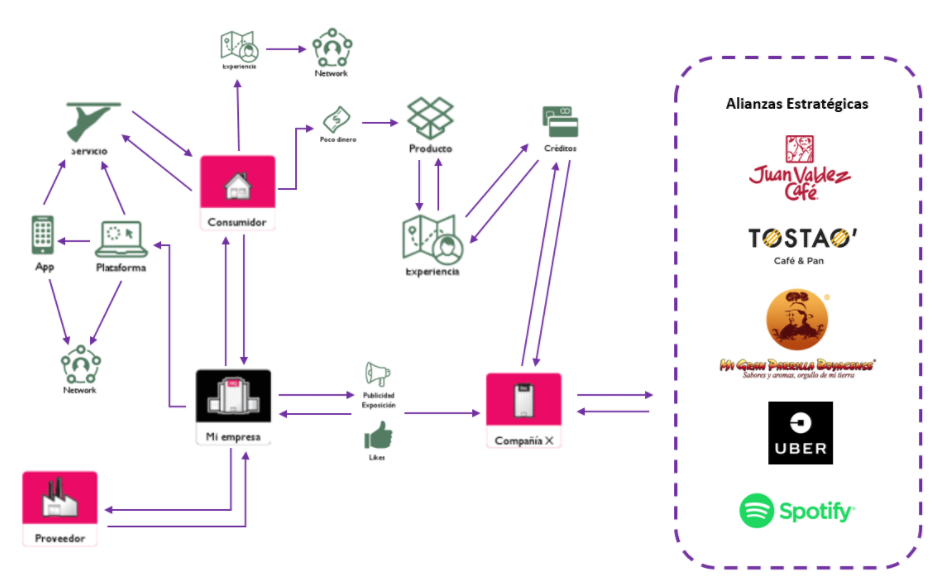 Experiencia
Network
Alianzas Estratégicas
Poco dinero
Producto
Créditos
Servicio
Juan Valdez
Café
Consumidor
TOSTAO'
Café & Pan
App
Plataforma
Experiencia
GPB
Mi Gran Parrilla Boyacense
Sabores y aromas, orgullo de mi tierra
Network
Publicidad
Exposición
Mi empresa
Likes
Compañía X
UBER
Spotify
Proveedor